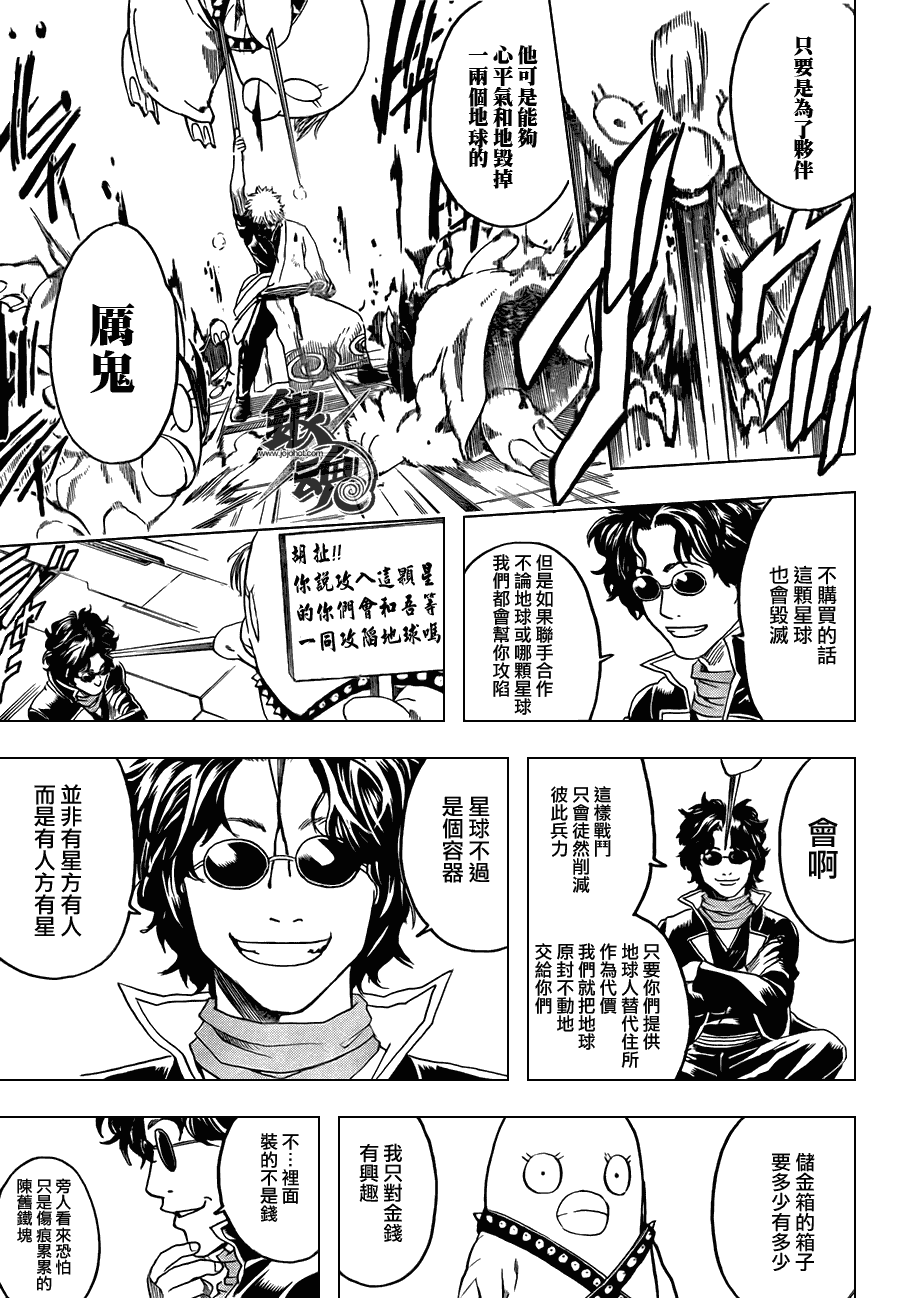 只要是為了夥伴
他可是能夠
心平氣和地毀掉
一兩個地球的
厲鬼
銀魂
www.jojohot.com
不購買的話
這顆星球
也會毀滅
但是如果聯手合作
不論地球或哪顆星球
我們都會幫你攻陷
胡扯!!
你說攻入這顆星
的你們會和吾等
一同攻陷地球嗎
會啊
這樣戰鬥
只會徒然削減
彼此兵力
只要你們提供
地球人替代住所
作為代價
我們就把地球
原封不動地
交給你們
星球不過
是個容器
並非有星方有人
而是有人方有星
儲金箱的箱子
要多少有多少
我只對金錢
有興趣
不…裡面
裝的不是錢
旁人看來恐怕
只是傷痕累累的
陳舊鐵塊